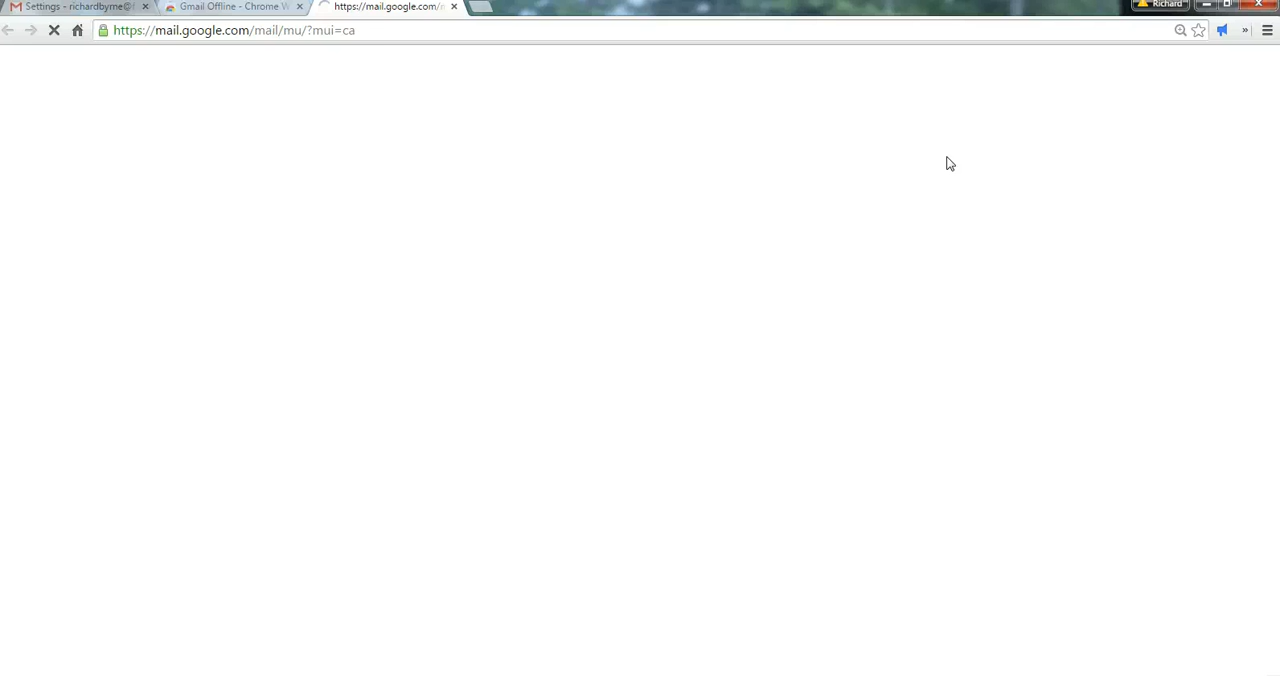 Settings - richardbyrne@f
Gmail Offline - Chrome W
https://mail.google.com/m
Richard
https://mail.google.com/mail/mu/?mui=ca